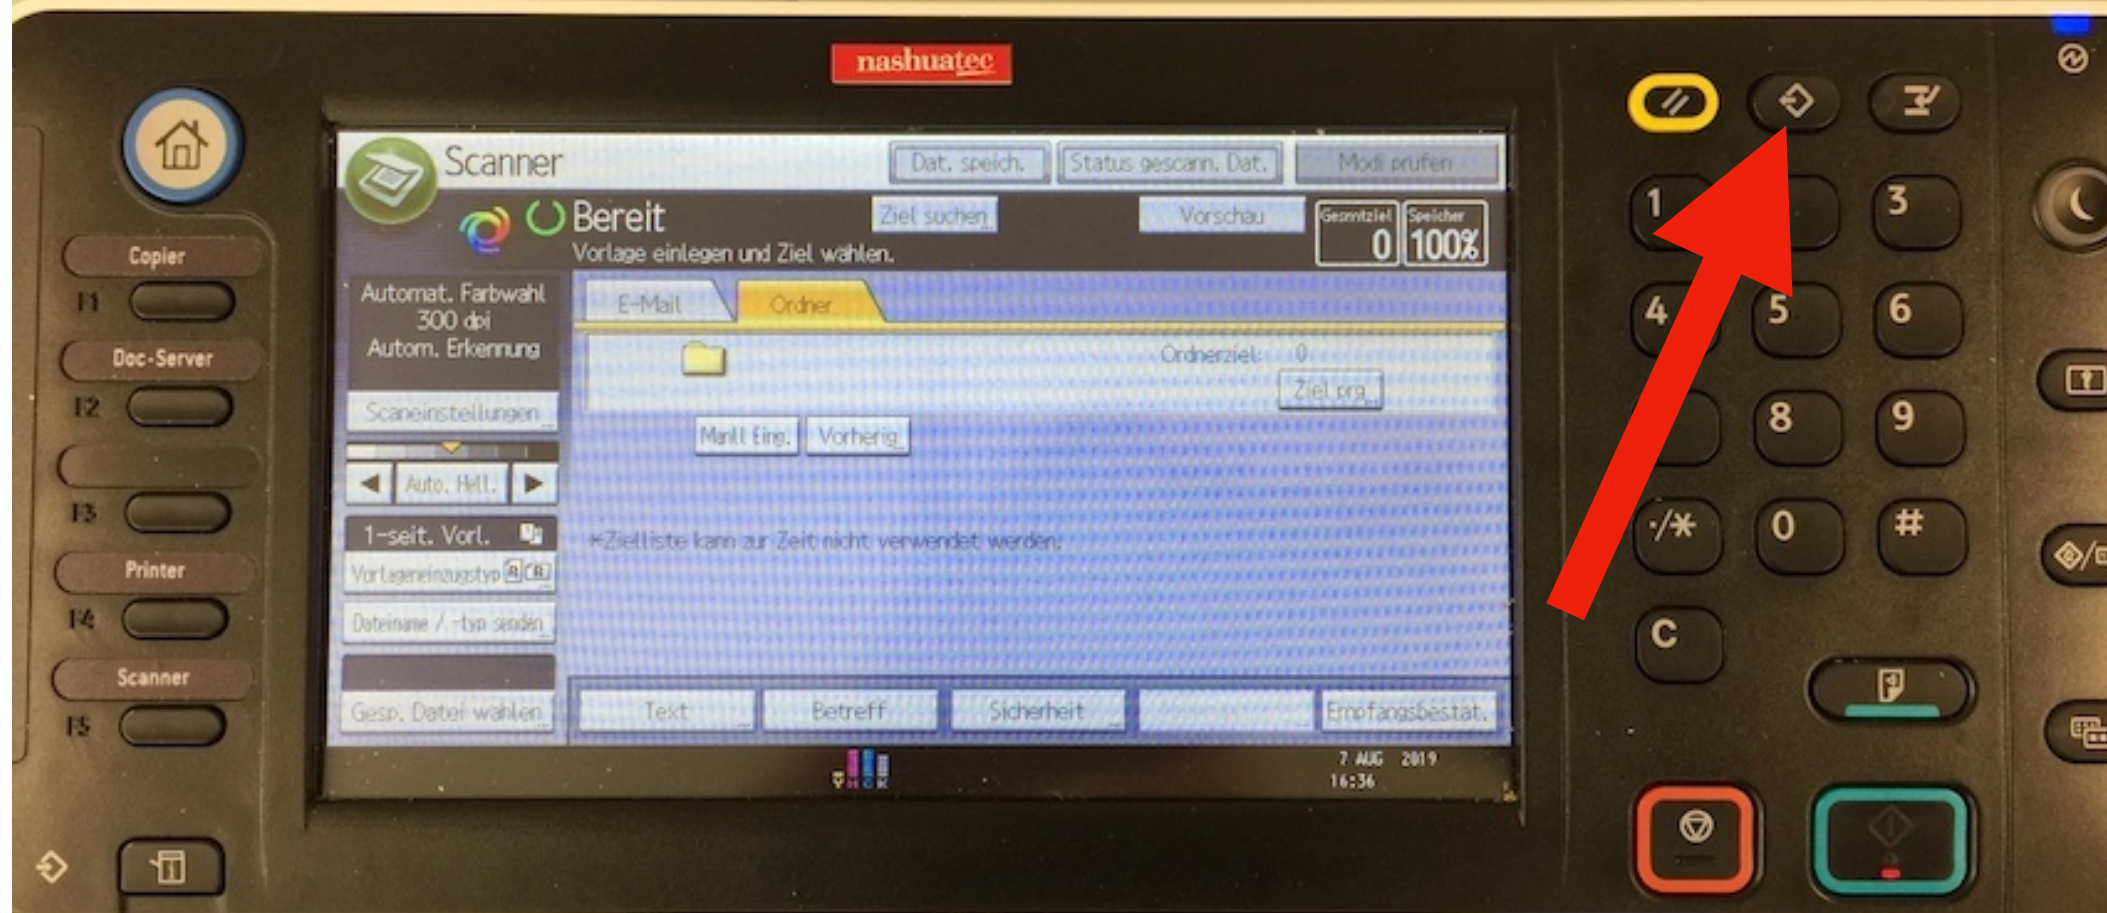 nashuatec
Scanner
Dat. speich.
Status gescann. Dat.
Modi prüfen
Bereit
Ziel suchen
Vorschau
Gesmntziel
0
Speicher
100%
Vorlage einlegen und Ziel wählen.
Copier
F1
Doc-Server
F2
F3
Printer
F4
Scanner
F5
Automat. Farbwahl
300 dpi
Autom. Erkennung
Scaneinstellungen
Auto. Hell.
1-seit. Vorl.
Vorlageneinzugstyp
Dateiname / -typ senden
Gesp. Datei wählen
E-Mail
Ordner
Ordnerziel: 0
Ziel prg.
Manll Eing.
Vorherig.
*Zielliste kann zur Zeit nicht verwendet werden.
Text
Betreff
Sicherheit
Empfangsbestät.
Y M C K
7 AUG 2019
16:36
1
3
4
5
6
8
9
·/*
0
#
C